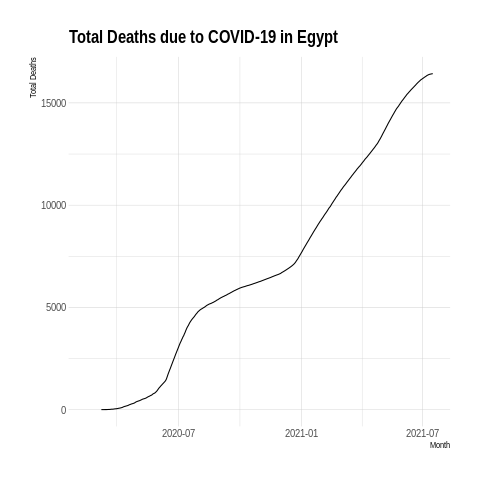 Total Deaths due to COVID-19 in Egypt
Total Deaths
15000
10000
5000
0
2020-07 2021-01 2021-07
Month